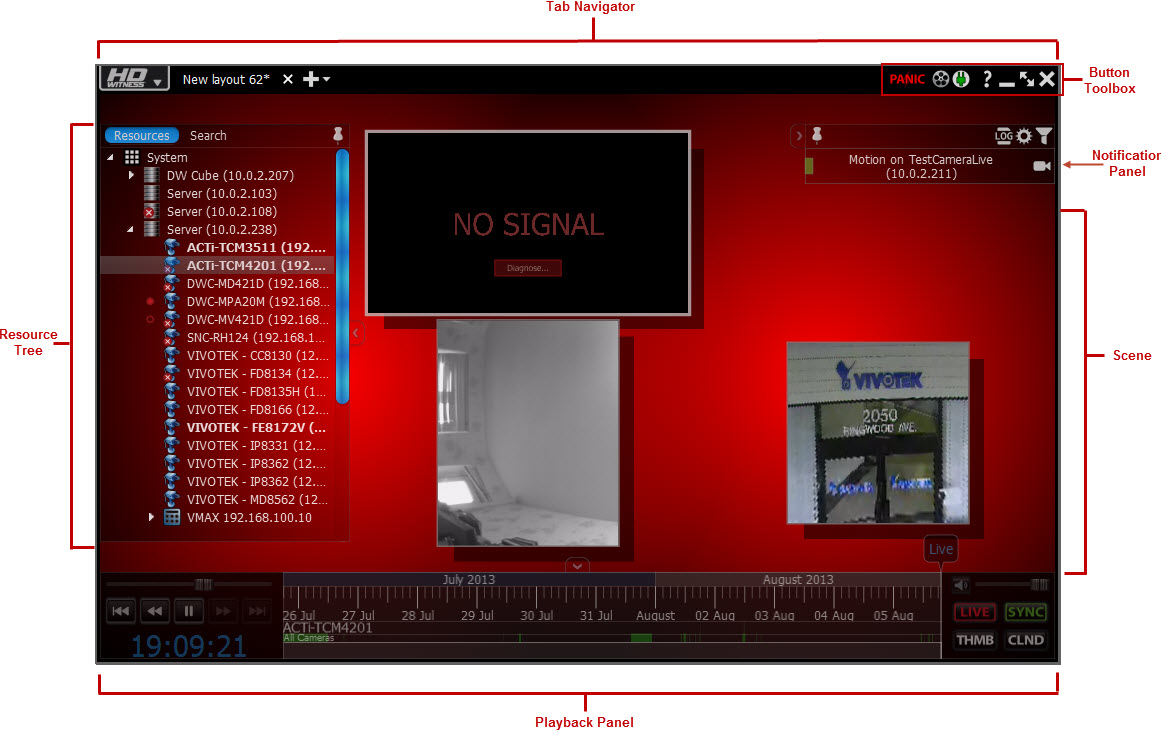 Tab Navigator
HD WITNESS
New layout 62*
PANIC
?
Button Toolbox
Resources
Search
System
DW Cube (10.0.2.207)
Server (10.0.2.103)
Server (10.0.2.108)
Server (10.0.2.238)
ACTi-TCM3511 (192....
ACTi-TCM4201 (192....
DWC-MD421D (192.168...
DWC-MPA20M (192.168...
DWC-MV421D (192.168...
SNC-RH124 (192.168.1...
VIVOTEK - CC8130 (12....
VIVOTEK - FD8134 (12....
VIVOTEK - FD8135H (1...
VIVOTEK - FD8166 (12....
VIVOTEK - FE8172V (...
VIVOTEK - IP8331 (12....
VIVOTEK - IP8362 (12....
VIVOTEK - IP8362 (12....
VIVOTEK - MD8562 (12...
VMAX 192.168.100.10
Resource Tree
NO SIGNAL
Diagnose...
LOG
Motion on TestCameraLive
(10.0.2.211)
Notification Panel
VIVOTEK
2050
RINGWOOD AVE.
Scene
Live
July 2013
August 2013
26 Jul
27 Jul
28 Jul
29 Jul
30 Jul
31 Jul
August
02 Aug
03 Aug
04 Aug
05 Aug
ACTi-TCM4201
All Cameras
19:09:21
LIVE
SYNC
THMB
CLND
Playback Panel